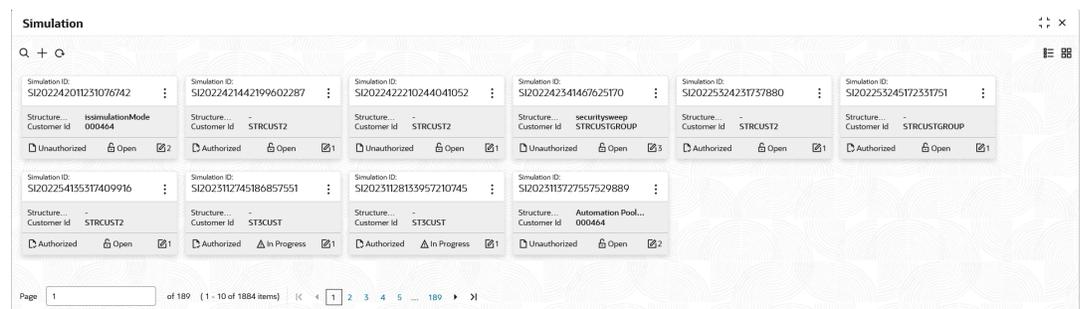 Simulation
Simulation ID:
SI202242011231076742
Structure... issimulationMode
Customer Id 000464
Unauthorized Open 2
Simulation ID:
SI2022421442199602287
Structure... -
Customer Id STRCUST2
Authorized Open 1
Simulation ID:
SI2022422210244041052
Structure... -
Customer Id STRCUST2
Unauthorized Open 1
Simulation ID:
SI202242341467625170
Structure... securitysweep
Customer Id STRCUSTGROUP
Unauthorized Open 3
Simulation ID:
SI20225324231737880
Structure... -
Customer Id STRCUST2
Authorized Open 1
Simulation ID:
SI202253245172331751
Structure... -
Customer Id STRCUSTGROUP
Authorized Open 1
Simulation ID:
SI202254135317409916
Structure... -
Customer Id STRCUST2
Authorized Open 1
Simulation ID:
SI2023112745186857551
Structure... -
Customer Id ST3CUST
Authorized In Progress 1
Simulation ID:
SI20231128133957210745
Structure... -
Customer Id ST3CUST
Authorized In Progress 1
Simulation ID:
SI2023113727557529889
Structure... Automation Pool...
Customer Id 000464
Unauthorized Open 2
Page 1 of 189 (1 - 10 of 1884 items) 1 2 3 4 5 ... 189